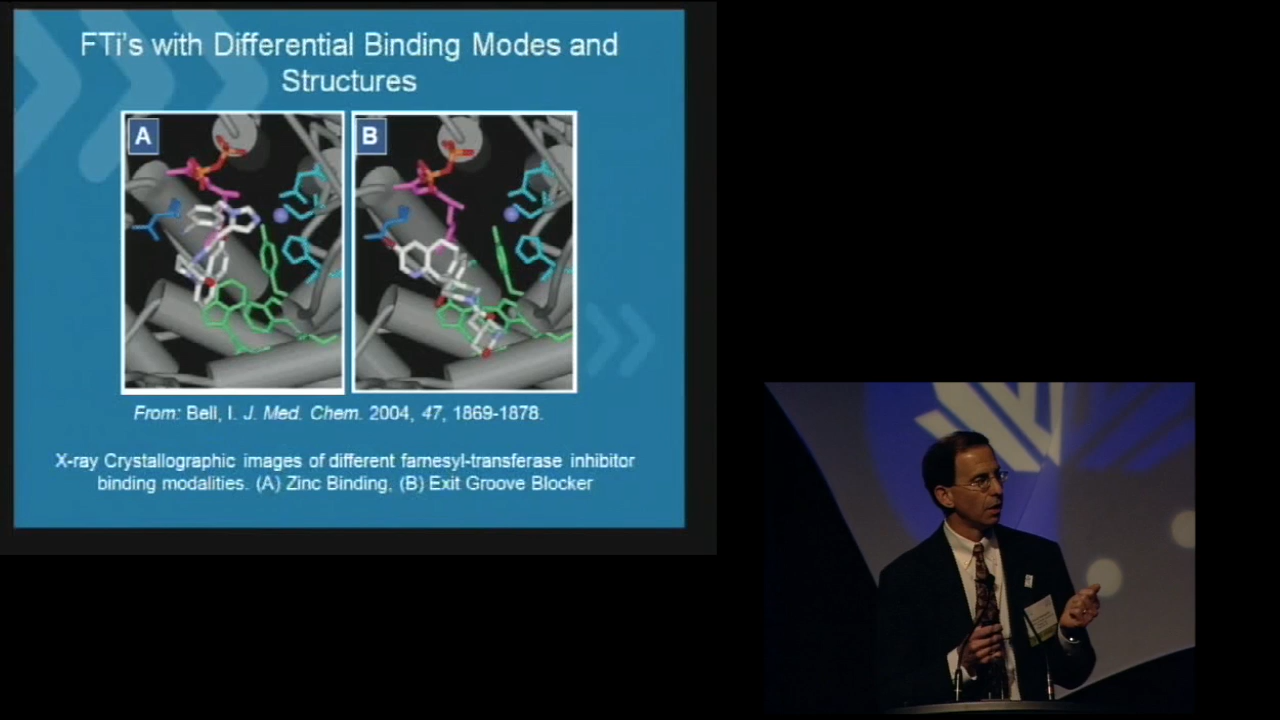 FTi's with Differential Binding Modes and
Structures
A
B
From: Bell, I. J. Med. Chem. 2004, 47, 1869-1878.
X-ray Crystallographic images of different farnesyl-transferase inhibitor
binding modalities. (A) Zinc Binding, (B) Exit Groove Blocker